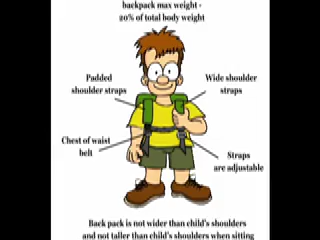 backpack max weight -
20% of total body weight
Padded
shoulder straps
Wide shoulder
straps
Chest of waist
belt
Straps
are adjustable
Back pack is not wider than child's shoulders
and not taller than child's shoulders when sitting